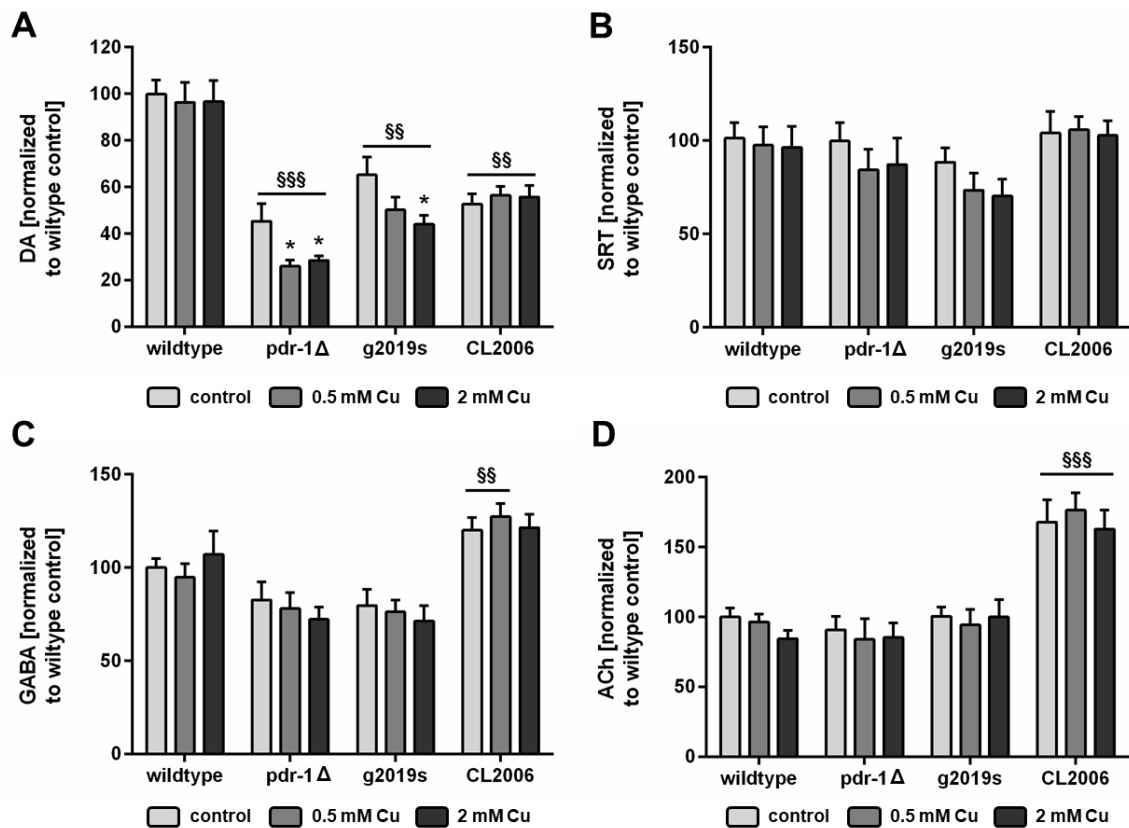 A
DA [normalized
to wiltype control]
120
100
80
60
40
20
0
§§§
* *
§§
*
§§
wildtype pdr-1Δ g2019s CL2006
control 0.5 mM Cu 2 mM Cu
B
SRT [normalized
to wiltype control]
150
100
50
0
wildtype pdr-1Δ g2019s CL2006
control 0.5 mM Cu 2 mM Cu
C
GABA [normalized
to wiltype control]
150
100
50
0
§§
wildtype pdr-1Δ g2019s CL2006
control 0.5 mM Cu 2 mM Cu
D
ACh [normalized
to wiltype control]
200
150
100
50
0
§§§
wildtype pdr-1Δ g2019s CL2006
control 0.5 mM Cu 2 mM Cu